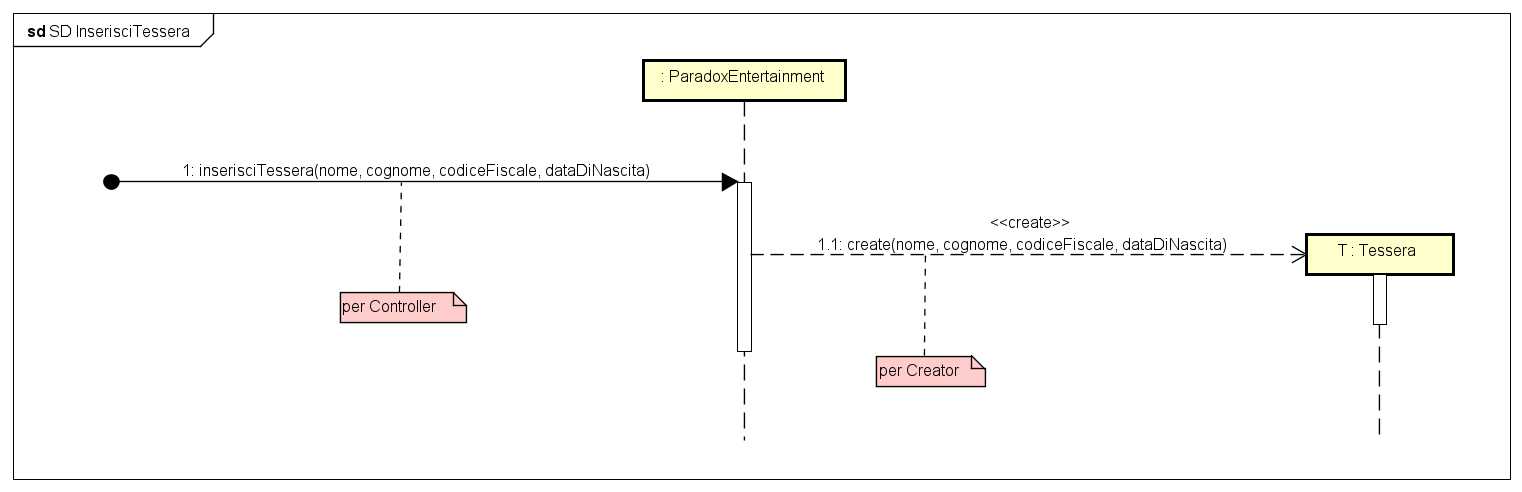 sd SD InserisciTessera
: ParadoxEntertainment
1: inserisciTessera(nome, cognome, codiceFiscale, dataDiNascita)
<<create>>
1.1: create(nome, cognome, codiceFiscale, dataDiNascita)
T : Tessera
per Controller
per Creator